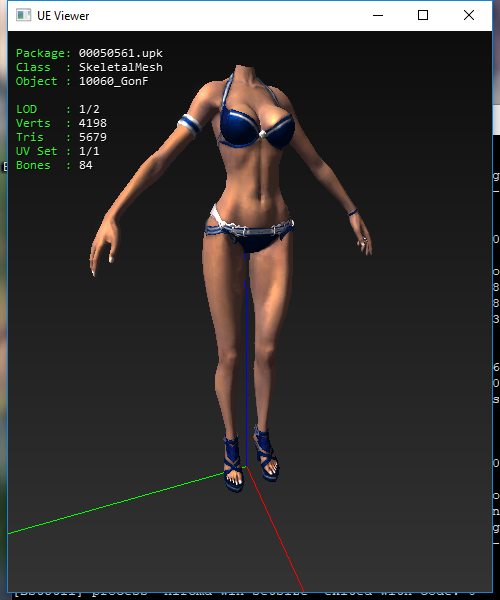 UE Viewer
Package: 00050561.upk
Class : SkeletalMesh
Object : 10060_GonF
LOD : 1/2
Verts : 4198
Tris : 5679
UV Set : 1/1
Bones : 84